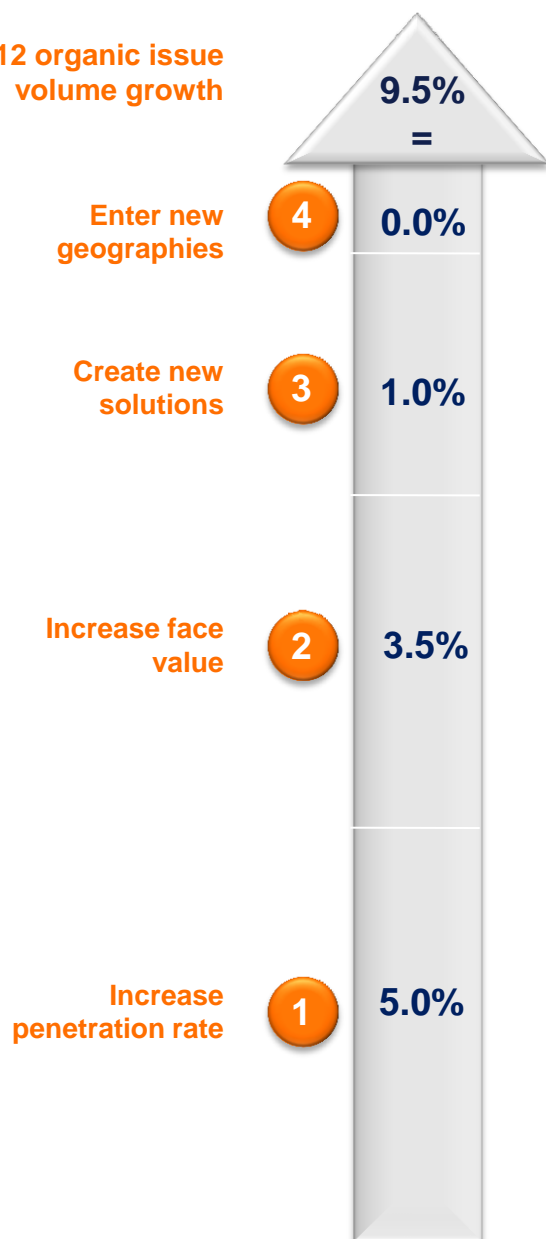 12 organic issue
volume growth
9.5%
=
Enter new
geographies
4
0.0%
Create new
solutions
3
1.0%
Increase face
value
2
3.5%
Increase
penetration rate
1
5.0%